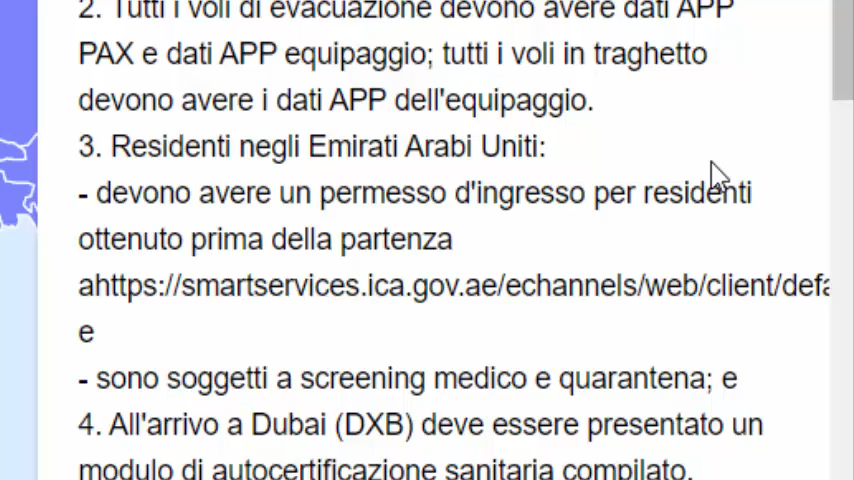 2. Tutti i voli di evacuazione devono avere dati APP
PAX e dati APP equipaggio; tutti i voli in traghetto
devono avere i dati APP dell'equipaggio.
3. Residenti negli Emirati Arabi Uniti:
- devono avere un permesso d'ingresso per residenti
ottenuto prima della partenza
ahttps://smartservices.ica.gov.ae/echannels/web/client/defa
e
- sono soggetti a screening medico e quarantena; e
4. All'arrivo a Dubai (DXB) deve essere presentato un
modulo di autocertificazione sanitaria compilato.